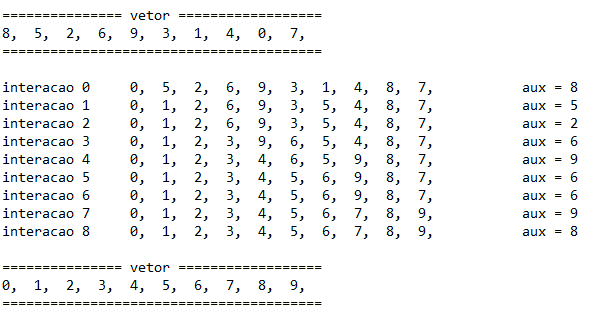 =============== vetor ==================
8,  5,  2,  6,  9,  3,  1,  4,  0,  7,
========================================
interacao 0     0,  5,  2,  6,  9,  3,  1,  4,  8,  7,           aux = 8
interacao 1     0,  1,  2,  6,  9,  3,  5,  4,  8,  7,           aux = 5
interacao 2     0,  1,  2,  6,  9,  3,  5,  4,  8,  7,           aux = 2
interacao 3     0,  1,  2,  3,  9,  6,  5,  4,  8,  7,           aux = 6
interacao 4     0,  1,  2,  3,  4,  6,  5,  9,  8,  7,           aux = 9
interacao 5     0,  1,  2,  3,  4,  5,  6,  9,  8,  7,           aux = 6
interacao 6     0,  1,  2,  3,  4,  5,  6,  9,  8,  7,           aux = 6
interacao 7     0,  1,  2,  3,  4,  5,  6,  7,  8,  9,           aux = 9
interacao 8     0,  1,  2,  3,  4,  5,  6,  7,  8,  9,           aux = 8
=============== vetor ==================
0,  1,  2,  3,  4,  5,  6,  7,  8,  9,
========================================